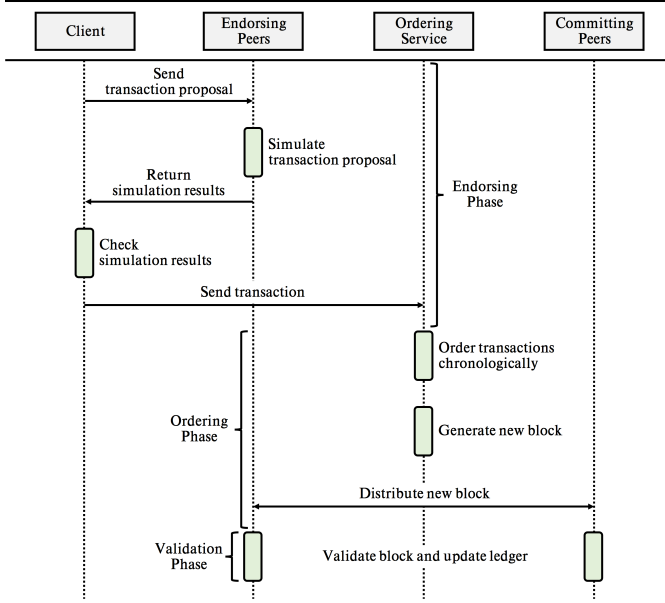 Client
Endorsing
Peers
Ordering
Service
Committing
Peers
Send
transaction proposal
Simulate
transaction proposal
Return
simulation results
Endorsing
Phase
Check
simulation results
Send transaction
Order transactions
chronologically
Ordering
Phase
Generate new block
Distribute new block
Validation
Phase
Validate block and update ledger